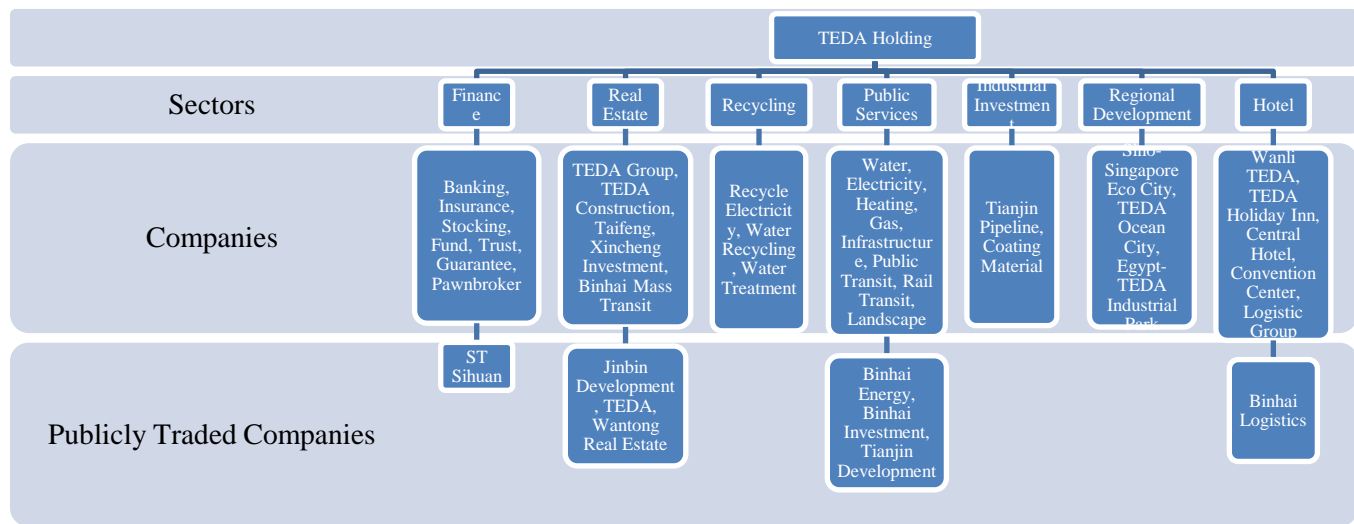 TEDA Holding
Sectors
Financ
e
Real
Estate
Recycling
Public
Services
Industrial
Investmen
t
Regional
Development
Hotel
Companies
Banking,
Insurance,
Stocking,
Fund, Trust,
Guarantee,
Pawnbroker
TEDA Group,
TEDA
Construction,
Taifeng,
Xincheng
Investment,
Binhai Mass
Transit
Recycle
Electricit
y, Water
Recycling
, Water
Treatment
Water,
Electricity,
Heating,
Gas,
Infrastructur
e, Public
Transit, Rail
Transit,
Landscape
Tianjin
Pipeline,
Coating
Material
Sino-
Singapore
Eco City,
TEDA
Ocean
City,
Egypt-
TEDA
Industrial
Park
Wanli
TEDA,
TEDA
Holiday Inn,
Central
Hotel,
Convention
Center,
Logistic
Group
Publicly Traded Companies
ST
Sihuan
Jinbin
Development
, TEDA,
Wantong
Real Estate
Binhai
Energy,
Binhai
Investment,
Tianjin
Development
Binhai
Logistics